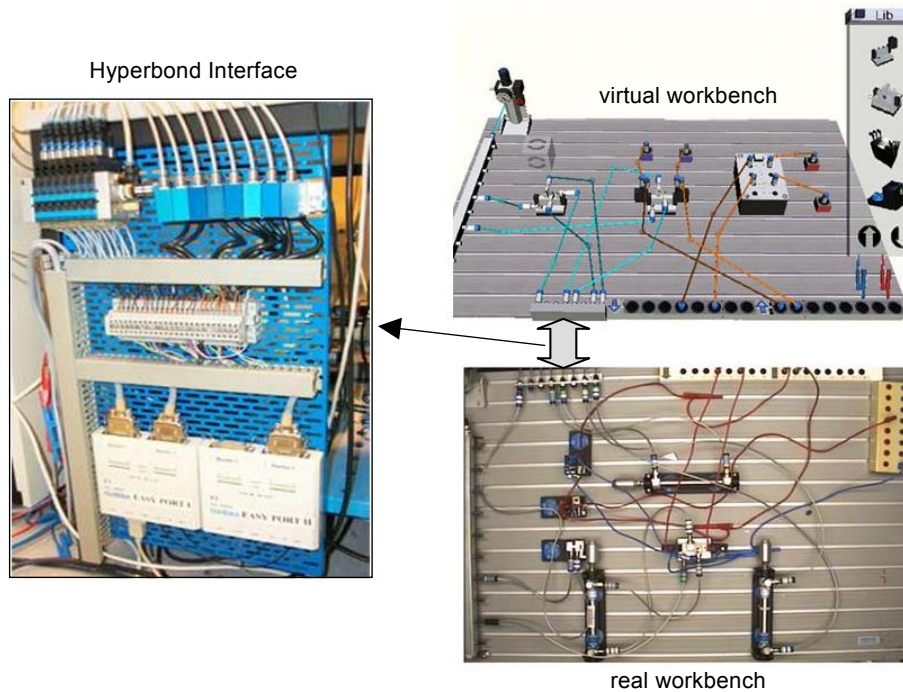 Hyperbond Interface
virtual workbench
Lib
EASY PORT I
EASY PORT II
real workbench